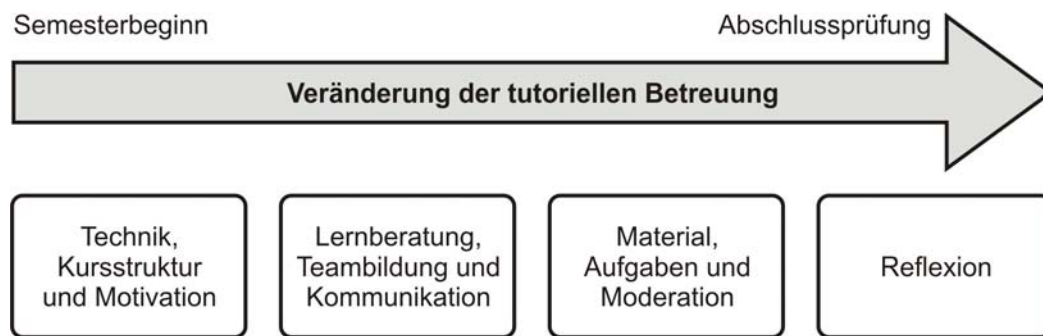 Semesterbeginn
Abschlussprüfung
Veränderung der tutoriellen Betreuung
Technik,
Kursstruktur
und Motivation
Lernberatung,
Teambildung und
Kommunikation
Material,
Aufgaben und
Moderation
Reflexion